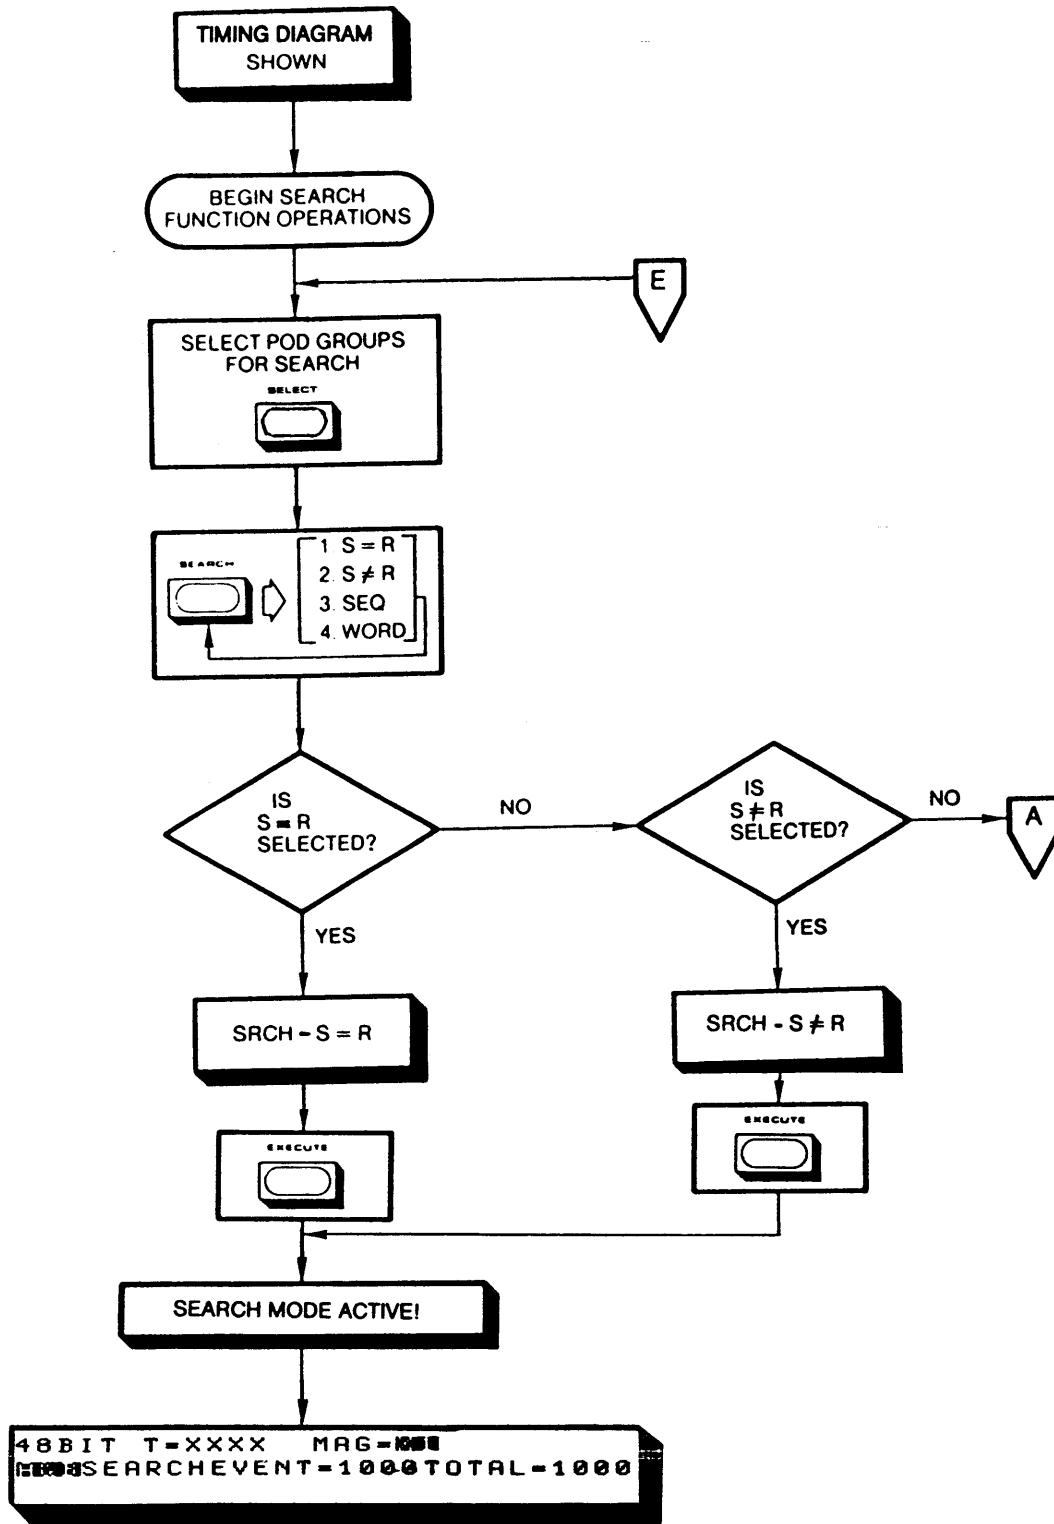 TIMING DIAGRAM
SHOWN
BEGIN SEARCH
FUNCTION OPERATIONS
E
SELECT POD GROUPS
FOR SEARCH
SELECT
SEARCH
1. S = R
2. S ≠ R
3. SEQ
4. WORD
IS
S = R
SELECTED?
NO
IS
S ≠ R
SELECTED?
NO
A
YES
YES
SRCH - S = R
SRCH - S ≠ R
EXECUTE
EXECUTE
SEARCH MODE ACTIVE!
48BIT T=XXXX MAG=
SEARCHEVENT=1000TOTAL=1000